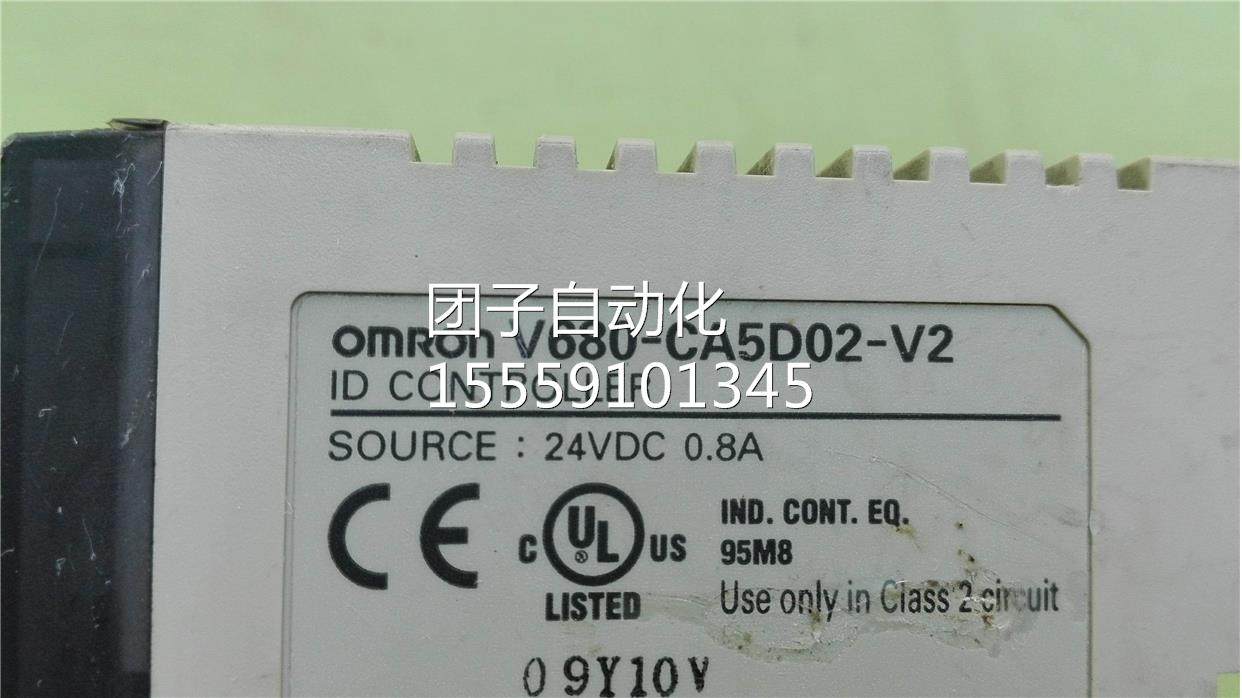 团子自动化
omron V680-CA5D02-V2
15559101345
ID CONTROLLER
SOURCE : 24VDC 0.8A
CE
C UL US
LISTED
IND. CONT. EQ.
95M8
Use only in Class 2 circuit
09Y10V